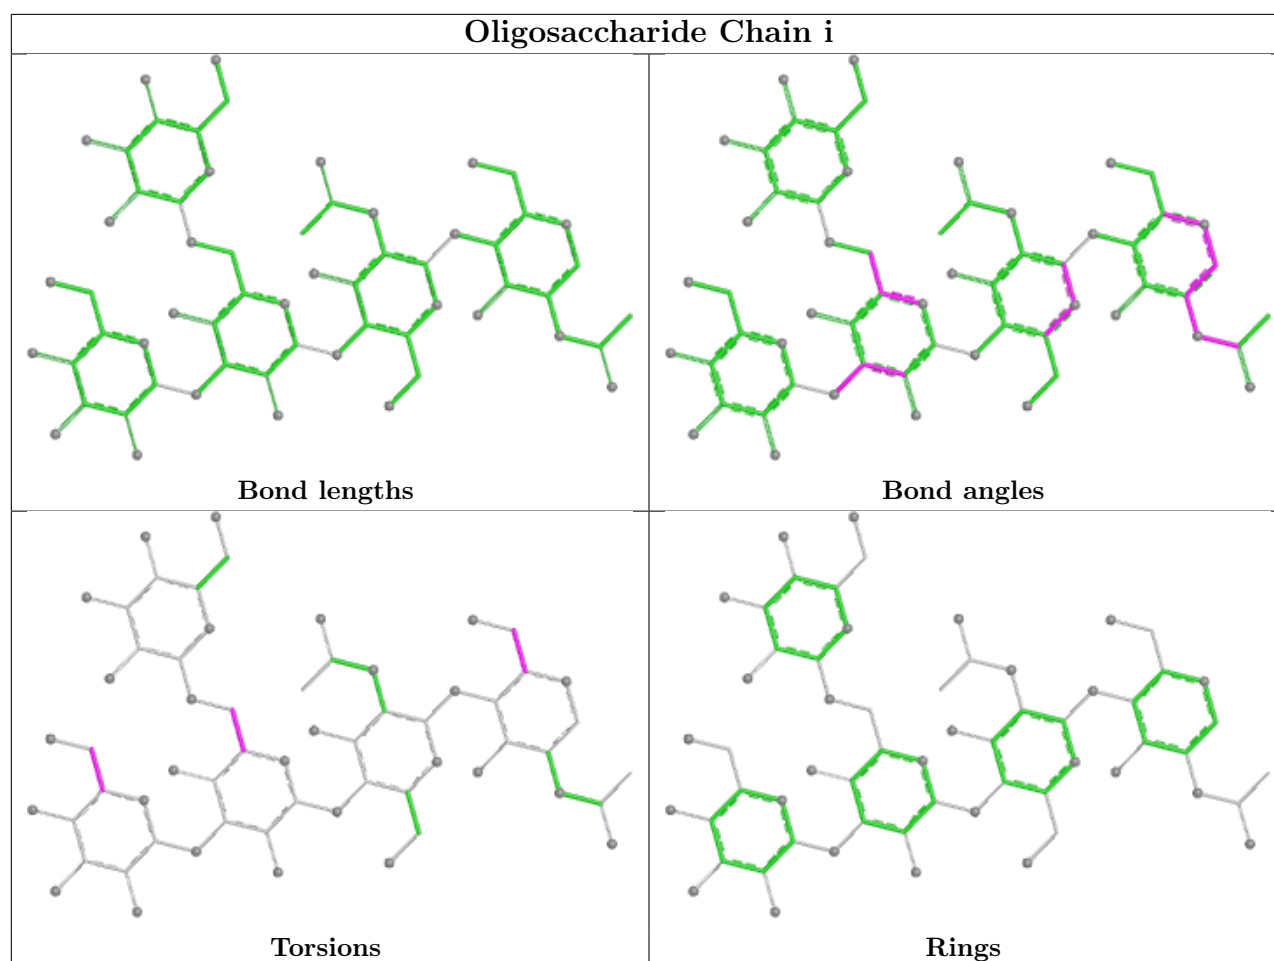 Oligosaccharide Chain i
Bond lengths
Bond angles
Torsions
Rings